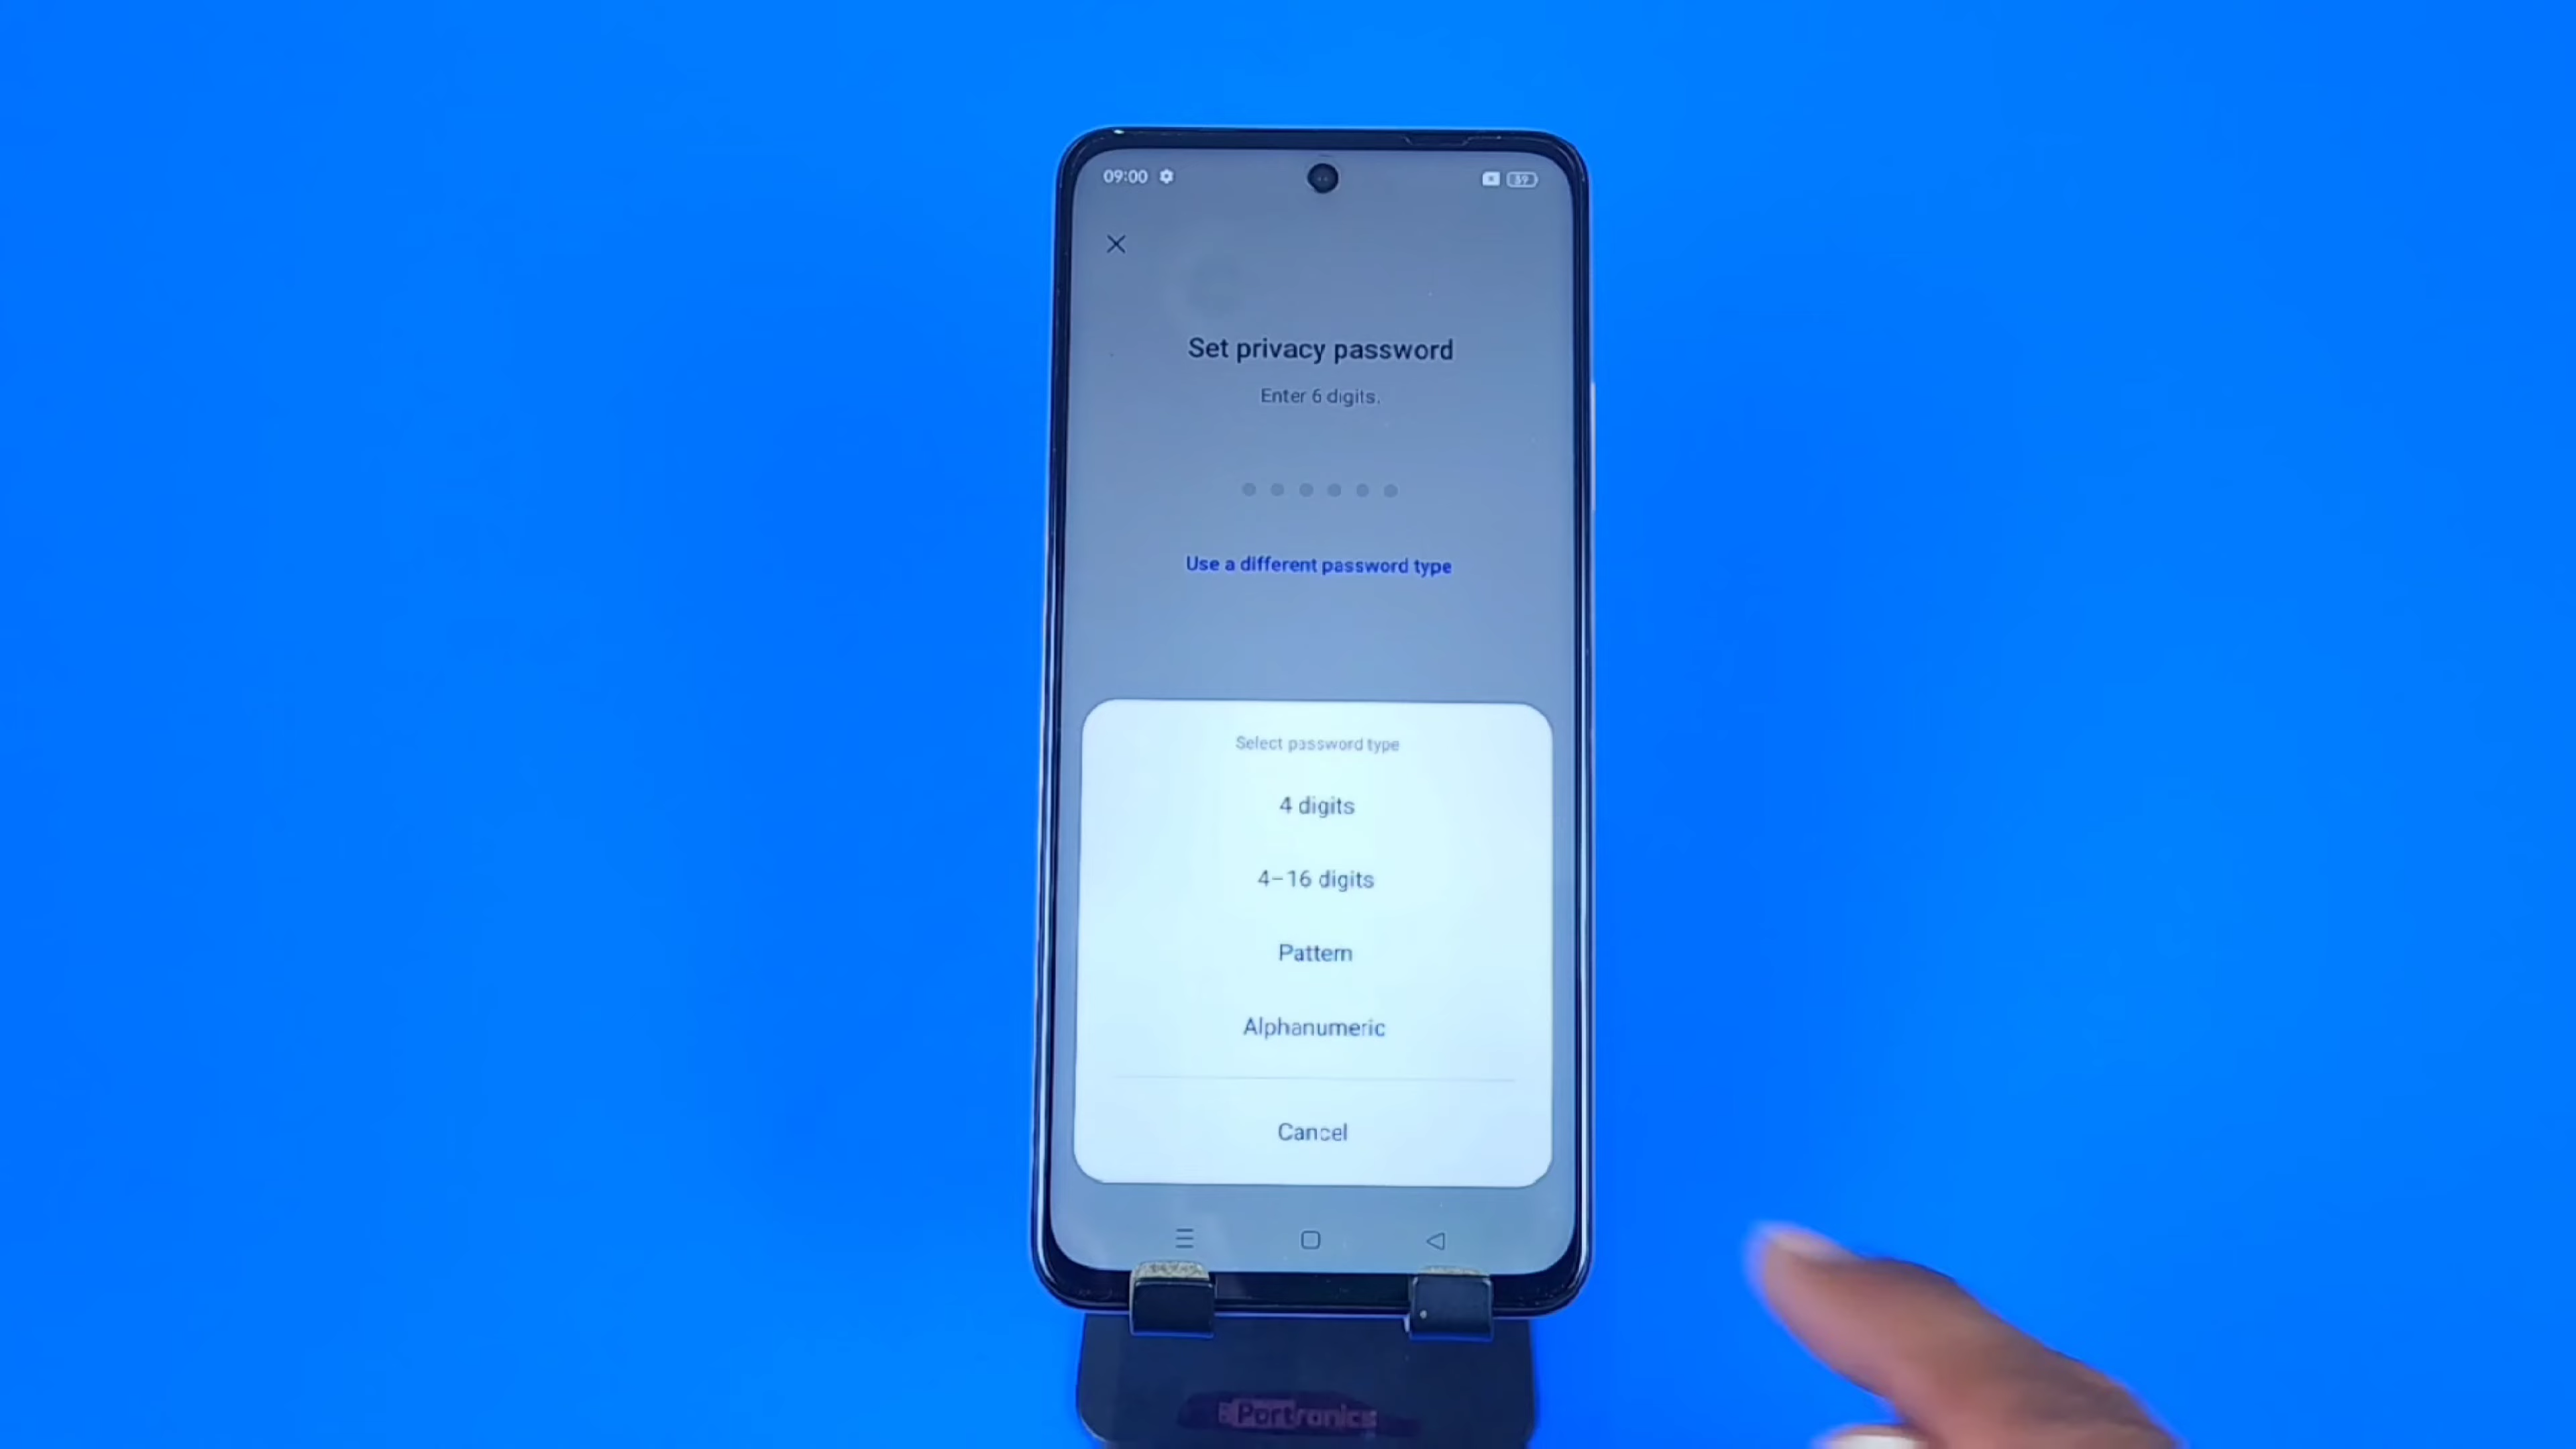 09:00
39
Set privacy password
Enter 6 digits.
Use a different password type
Select password type
4 digits
4–16 digits
Pattern
Alphanumeric
Cancel
Portronics